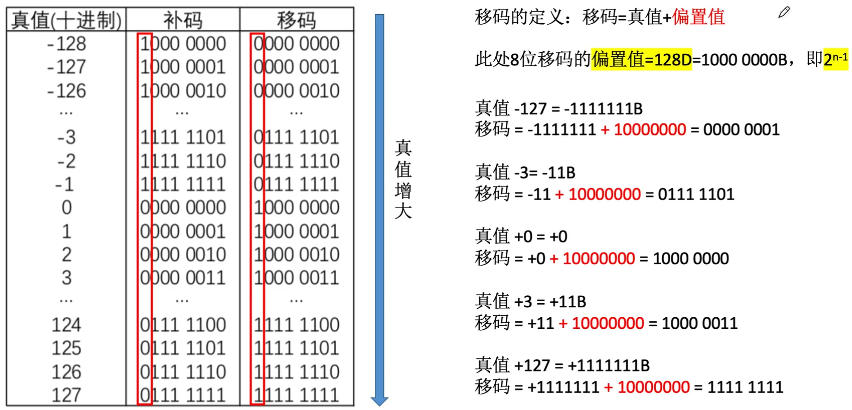 真值(十进制) 补码 移码
-128 1000 0000 0000 0000
-127 1000 0001 0000 0001
-126 1000 0010 0000 0010
... ... ...
-3 1111 1101 0111 1101
-2 1111 1110 0111 1110
-1 1111 1111 0111 1111
0 0000 0000 1000 0000
1 0000 0001 1000 0001
2 0000 0010 1000 0010
3 0000 0011 1000 0011
... ... ...
124 0111 1100 1111 1100
125 0111 1101 1111 1101
126 0111 1110 1111 1110
127 0111 1111 1111 1111
真值增大
移码的定义：移码=真值+偏置值
此处8位移码的偏置值=128D=1000 0000B，即2ⁿ⁻¹
真值 -127 = -1111111B
移码 = -1111111 + 10000000 = 0000 0001
真值 -3= -11B
移码 = -11 + 10000000 = 0111 1101
真值 +0 = +0
移码 = +0 + 10000000 = 1000 0000
真值 +3 = +11B
移码 = +11 + 10000000 = 1000 0011
真值 +127 = +1111111B
移码 = +1111111 + 10000000 = 1111 1111